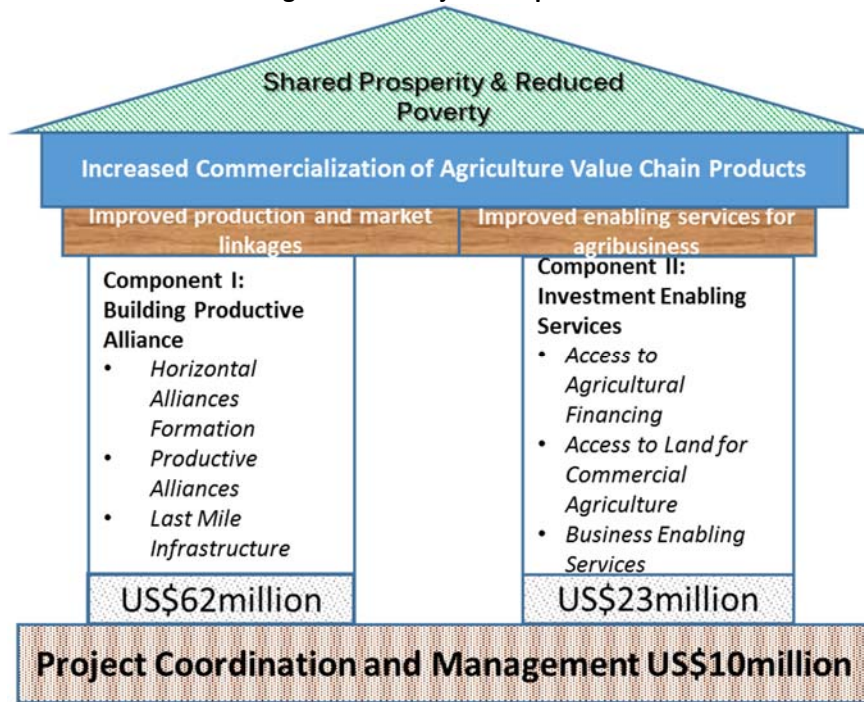 Shared Prosperity & Reduced
Poverty
Increased Commercialization of Agriculture Value Chain Products
Improved production and market
linkages
Improved enabling services for
agribusiness
Component I:
Building Productive
Alliance
• Horizontal
Alliances
Formation
• Productive
Alliances
• Last Mile
Infrastructure
US$62million
Component II:
Investment Enabling
Services
• Access to
Agricultural
Financing
• Access to Land for
Commercial
Agriculture
• Business Enabling
Services
US$23million
Project Coordination and Management US$10million